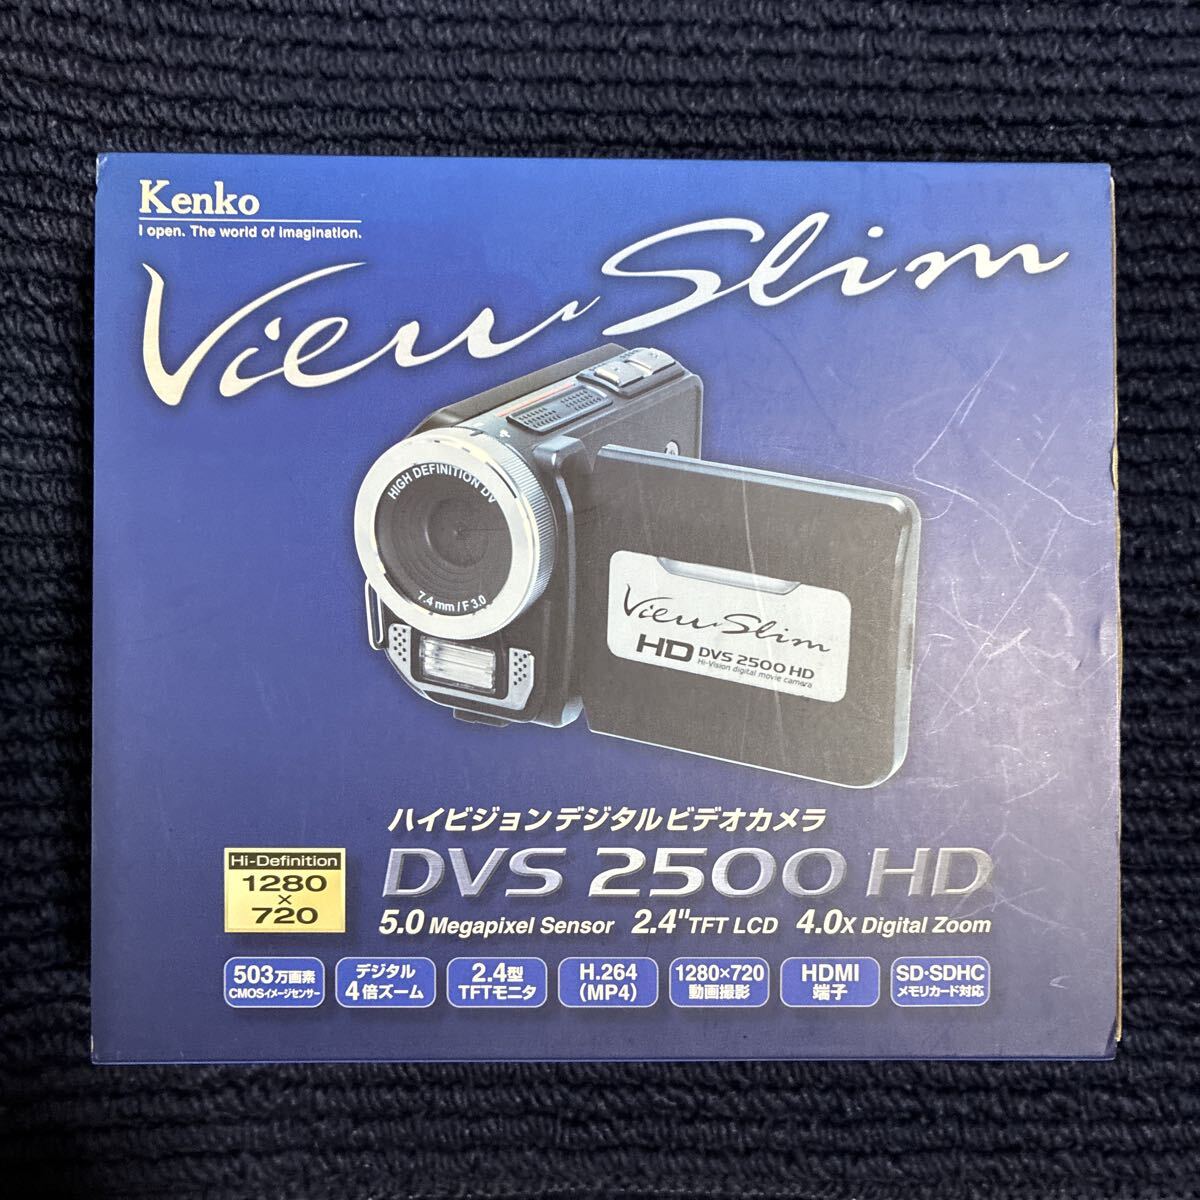 Kenko
I open. The world of imagination.
View Slim
HIGH DEFINITION DV
7.4 mm / F 3.0
View Slim
HD DVS 2500 HD
Hi-Vision digital movie camera
ハイビジョンデジタルビデオカメラ
Hi-Definition
1280
×
720
DVS 2500 HD
5.0 Megapixel Sensor 2.4" TFT LCD 4.0x Digital Zoom
503万画素
CMOSイメージセンサー
デジタル
4倍ズーム
2.4型
TFTモニタ
H.264
(MP4)
1280×720
動画撮影
HDMI
端子
SD・SDHC
メモリカード対応